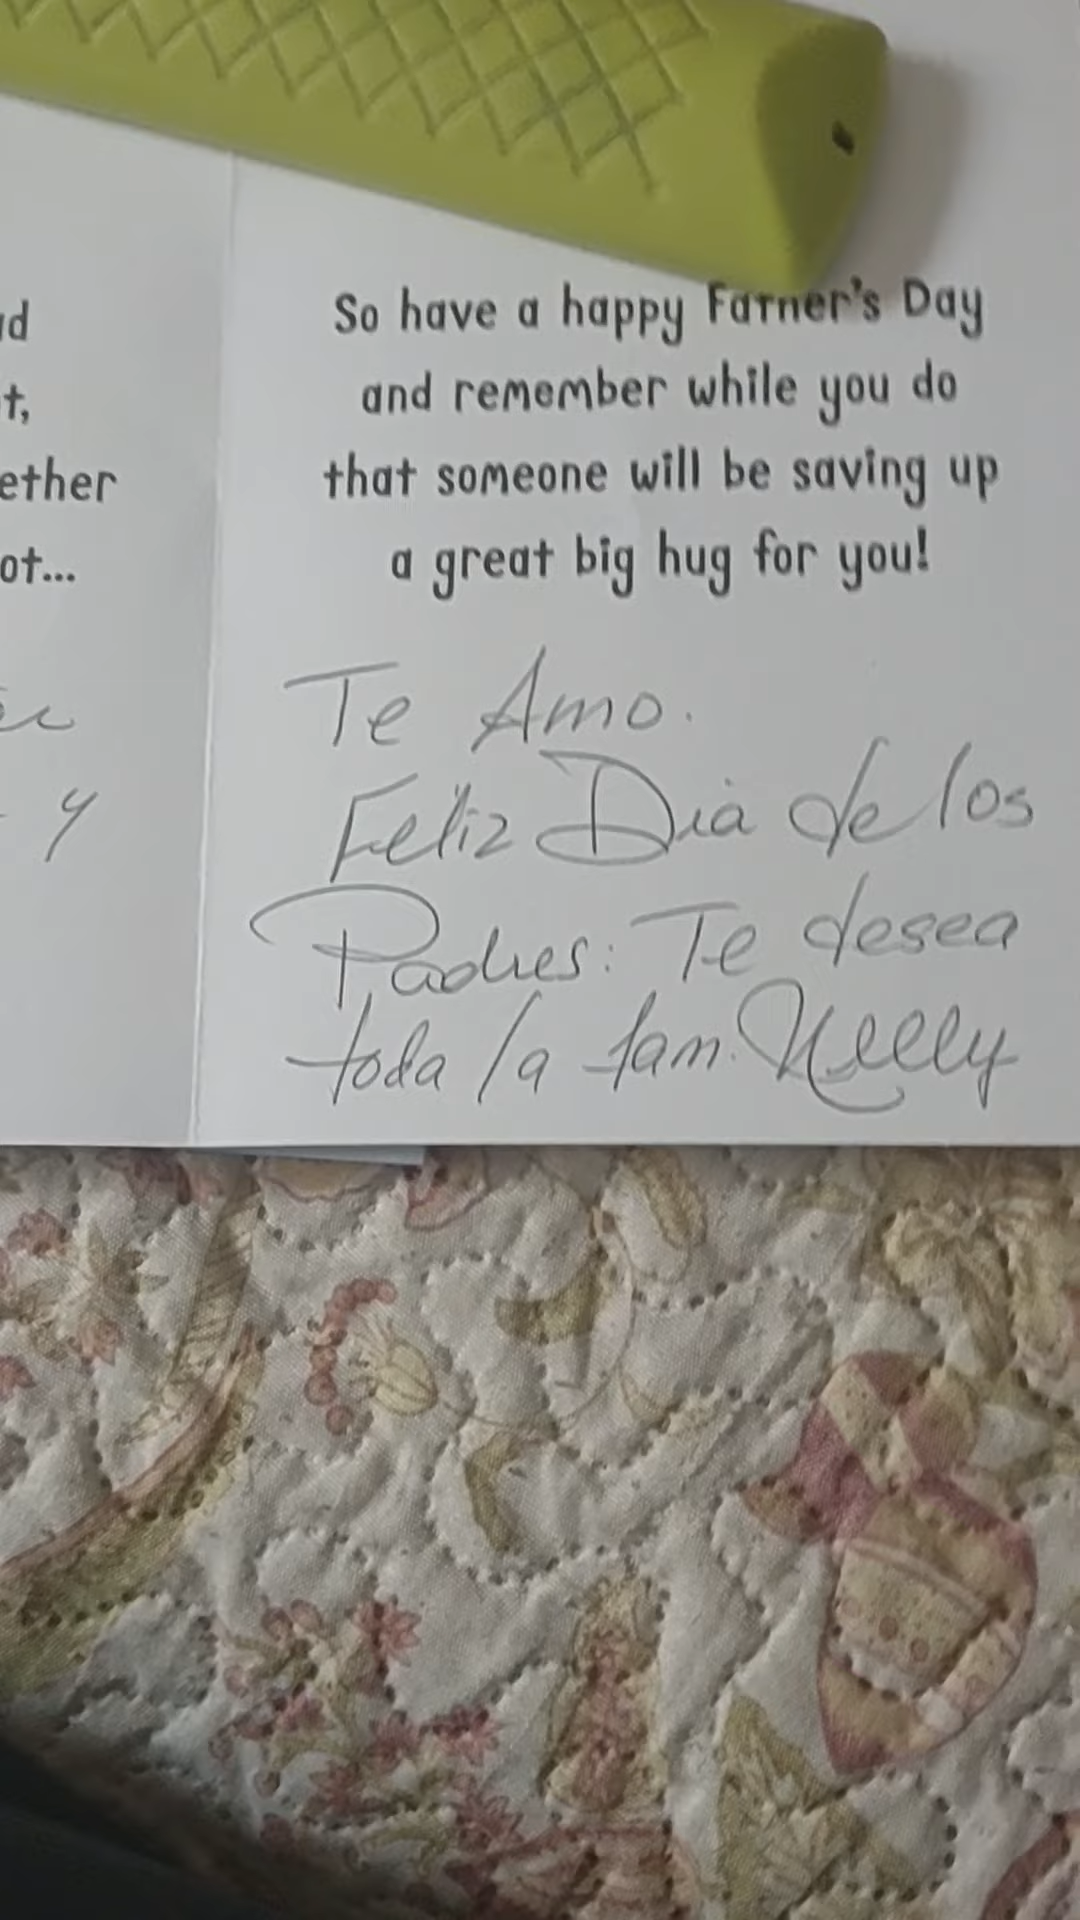 ether
ot...
y
So have a happy Father's Day
and remember while you do
that someone will be saving up
a great big hug for you!
Te Amo.
Feliz Dia de los
Padres: Te desea
toda la fam. Nelly